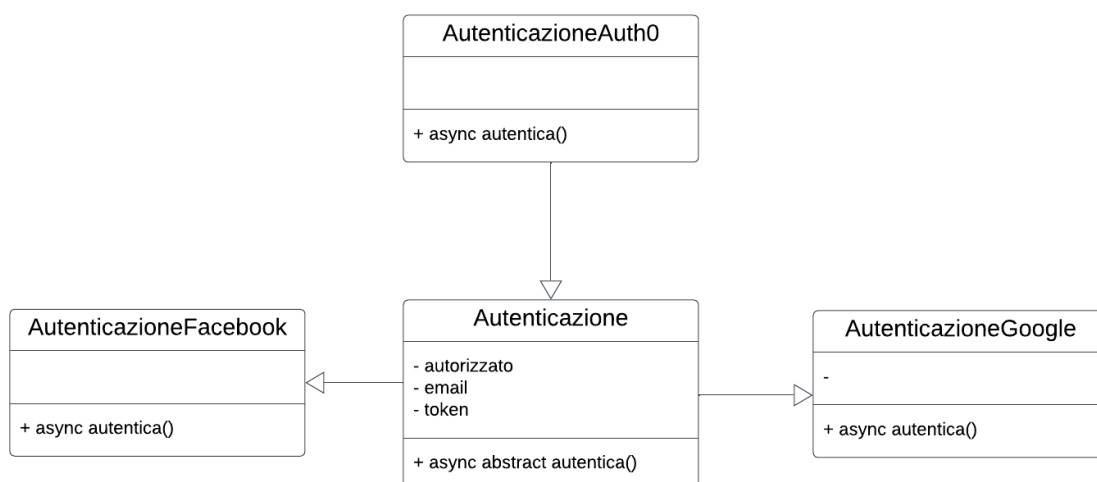 AutenticazioneAuth0
+ async autentica()
AutenticazioneFacebook
+ async autentica()
Autenticazione
- autorizzato
- email
- token
+ async abstract autentica()
AutenticazioneGoogle
-
+ async autentica()